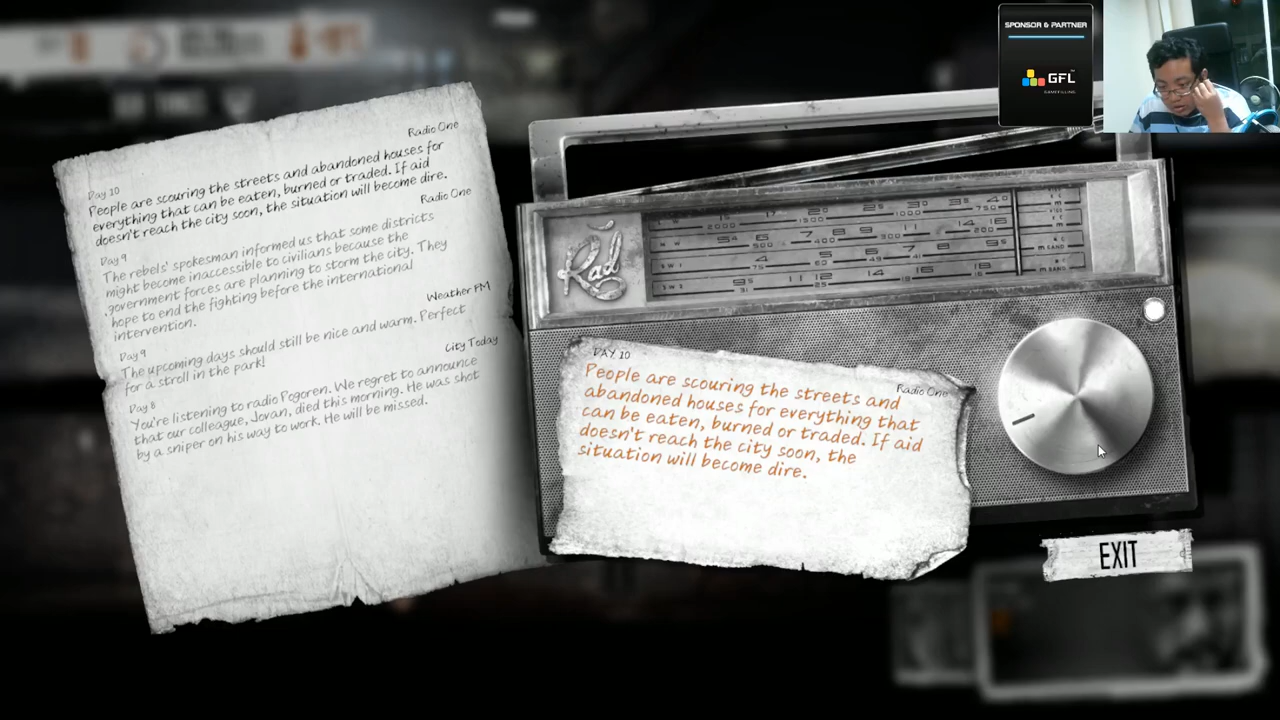 SPONSOR & PARTNER
GFL
Radio One
Day 10
People are scouring the streets and abandoned houses for
everything that can be eaten, burned or traded. If aid
doesn't reach the city soon, the situation will become dire.
Radio One
Day 9
The rebels' spokesman informed us that some districts
might become inaccessible to civilians because the
government forces are planning to storm the city. They
hope to end the fighting before the international
intervention.
Weather FM
Day 9
The upcoming days should still be nice and warm. Perfect
for a stroll in the park!
City Today
Day 8
You're listening to radio Pogoren. We regret to announce
that our colleague, Jovan, died this morning. He was shot
by a sniper on his way to work. He will be missed.
Rad
DAY 10
Radio One
People are scouring the streets and
abandoned houses for everything that
can be eaten, burned or traded. If aid
doesn't reach the city soon, the
situation will become dire.
EXIT